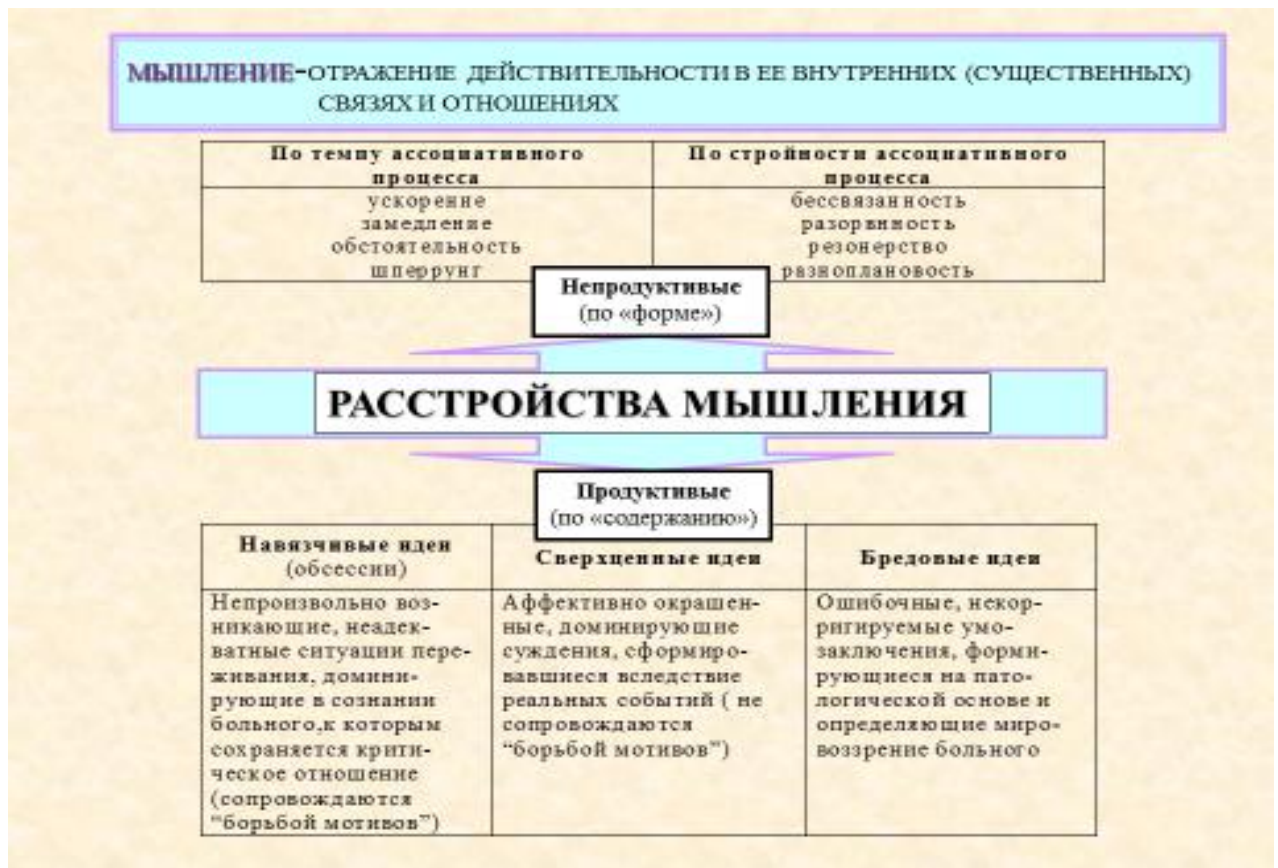 МЫШЛЕНИЕ-ОТРАЖЕНИЕ ДЕЙСТВИТЕЛЬНОСТИ В ЕЕ ВНУТРЕННИХ (СУЩЕСТВЕННЫХ)
СВЯЗЯХ И ОТНОШЕНИЯХ
По темпу ассоциативного
процесса
ускорение
замедление
обстоятельность
шперрунг
По стройности ассоциативного
процесса
бессвязанность
разорвнность
резонерство
разноплановость
Непродуктивые
(по «форме»)
РАССТРОЙСТВА МЫШЛЕНИЯ
Продуктивые
(по «содержанию»)
Навязчивые идеи
(обсессии)
Непроизвольно воз-
никающие, неадек-
ватные ситуации пере-
живания, домини-
рующие в сознании
больного,к которым
сохраняется крити-
ческое отношение
(сопровождаются
“борьбой мотивов”)
Сверхценные идеи
Аффективно окрашен-
ные, доминирующие
суждения, сформиро-
вавшиеся вследствие
реальных событий ( не
сопровождаются
“борьбой мотивов”)
Бредовые идеи
Ошибочные, некор-
ригируемые умо-
заключения, форми-
рующиеся на пато-
логической основе и
определяющие миро-
воззрение больного